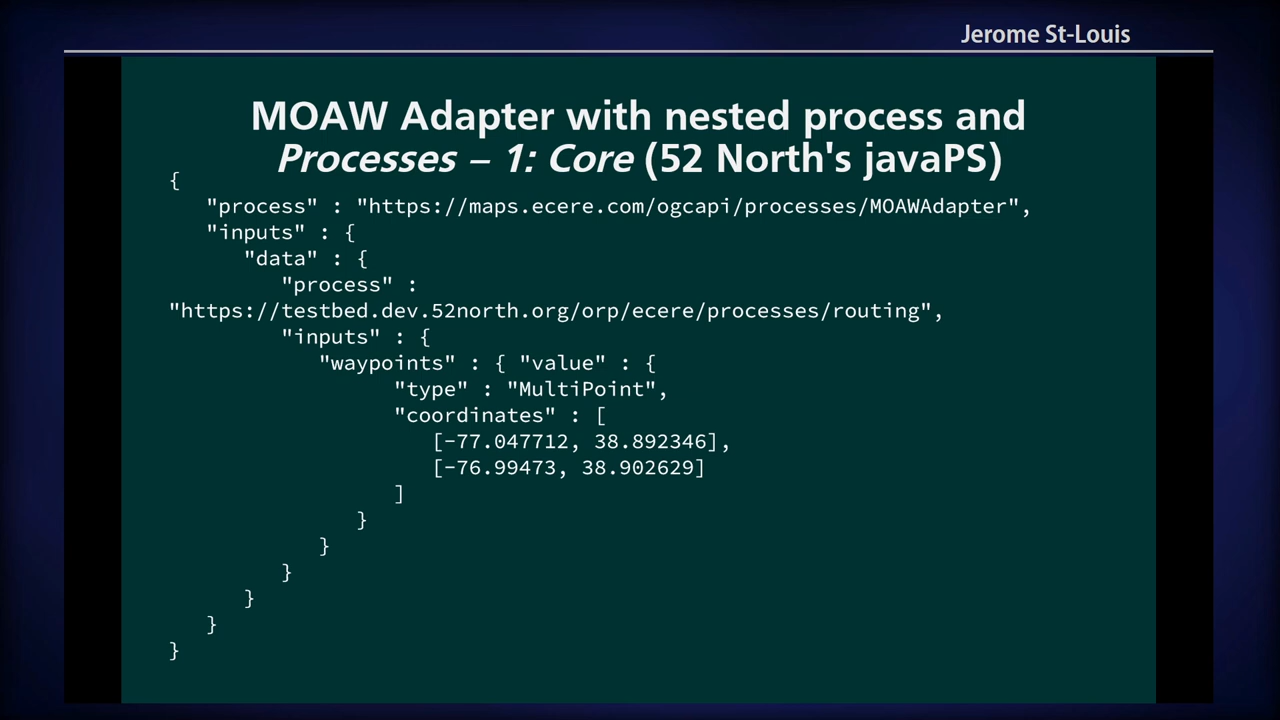 Jerome St-Louis
MOAW Adapter with nested process and
Processes – 1: Core (52 North's javaPS)
{
"process" : "https://maps.ecere.com/ogcapi/processes/MOAWAdapter",
"inputs" : {
"data" : {
"process" :
"https://testbed.dev.52north.org/orp/ecere/processes/routing",
"inputs" : {
"waypoints" : { "value" : {
"type" : "MultiPoint",
"coordinates" : [
[-77.047712, 38.892346],
[-76.99473, 38.902629]
]
}
}
}
}
}
}